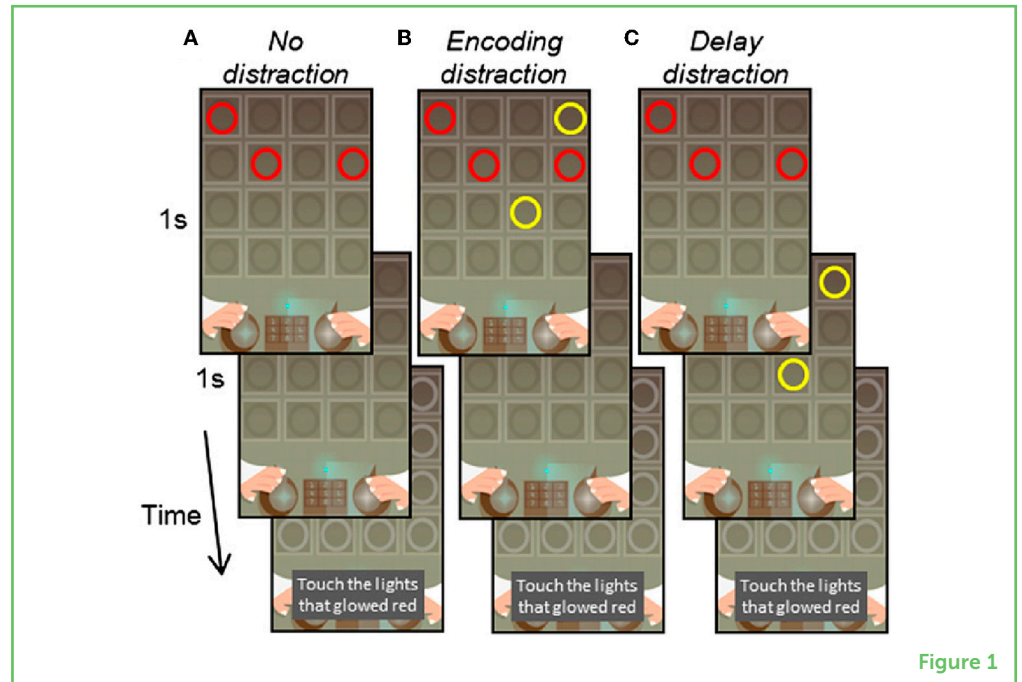 A
No
distraction
B
Encoding
distraction
C
Delay
distraction
1s
1s
Time
Touch the lights
that glowed red
Touch the lights
that glowed red
Touch the lights
that glowed red
Figure 1